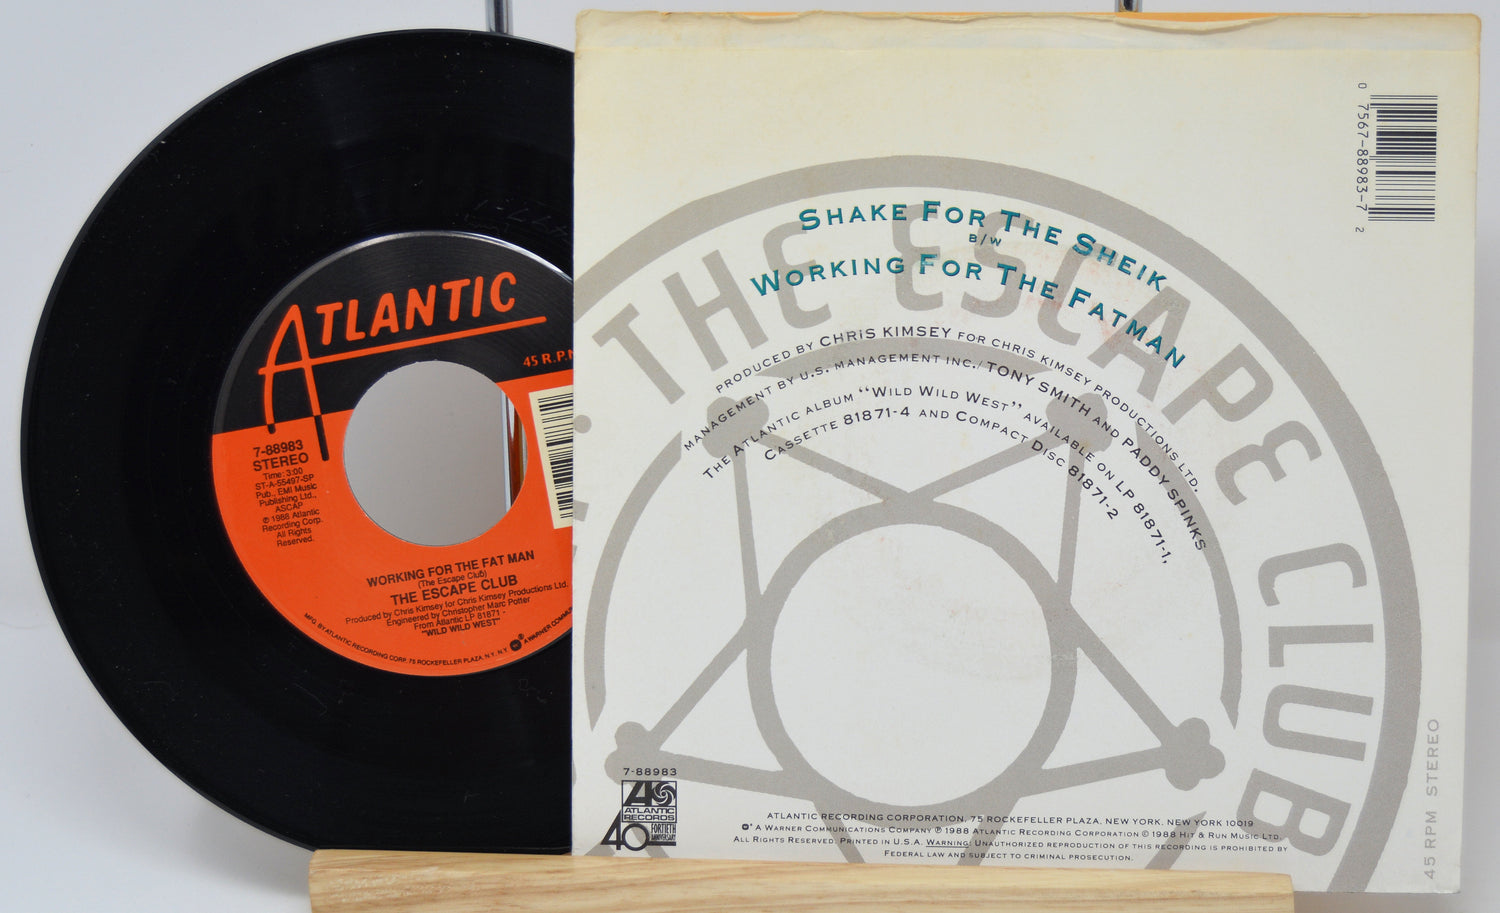 ATLANTIC
45 R.P.M
7-88983
STEREO
Time: 3:00
ST-A-55497-SP
Pub., EMI Music
Publishing Ltd.,
ASCAP
℗ 1988 Atlantic
Recording Corp.
All Rights
Reserved.
WORKING FOR THE FAT MAN
(The Escape Club)
THE ESCAPE CLUB
Produced by Chris Kimsey for Chris Kimsey Productions Ltd.
Engineered by Christopher Marc Potter
From Atlantic LP 81871 -
"WILD WILD WEST"
MFG. BY ATLANTIC RECORDING CORP. 75 ROCKEFELLER PLAZA, N.Y. N.Y. A WARNER COMMUN
0 7567-88983-7 2
SHAKE FOR THE SHEIK
B/W
WORKING FOR THE FATMAN
PRODUCED BY CHRIS KIMSEY FOR CHRIS KIMSEY PRODUCTIONS LTD.
MANAGEMENT BY U.S. MANAGEMENT INC./TONY SMITH AND PADDY SPINKS
THE ATLANTIC ALBUM "WILD WILD WEST" AVAILABLE ON LP 81871-1,
CASSETTE 81871-4 AND COMPACT DISC 81871-2
THE ESCAPE CLUB
7-88983
ATLANTIC
RECORDS
40 FORTIETH
ANNIVERSARY
ATLANTIC RECORDING CORPORATION, 75 ROCKEFELLER PLAZA, NEW YORK, NEW YORK 10019
A WARNER COMMUNICATIONS COMPANY ℗ 1988 ATLANTIC RECORDING CORPORATION © 1988 HIT & RUN MUSIC LTD.
ALL RIGHTS RESERVED. PRINTED IN U.S.A. WARNING: UNAUTHORIZED REPRODUCTION OF THIS RECORDING IS PROHIBITED BY
FEDERAL LAW AND SUBJECT TO CRIMINAL PROSECUTION.
45 RPM STEREO